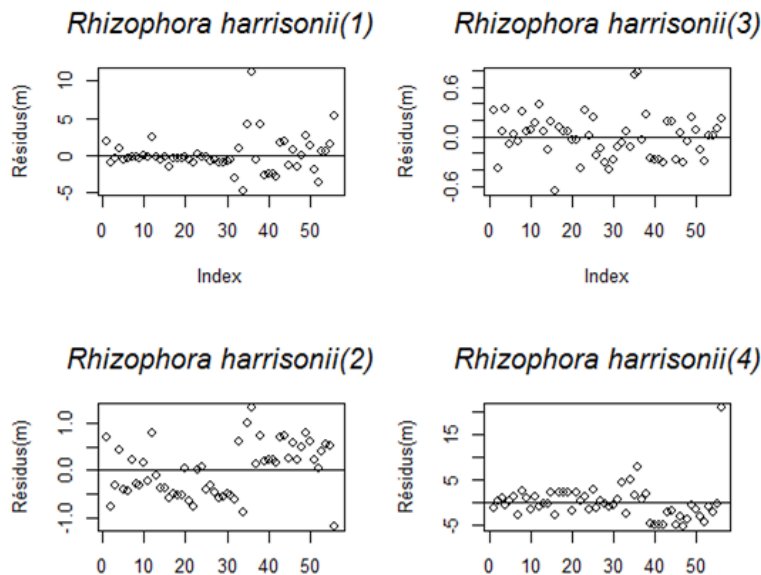 Rhizophora harrisonii(1)
Résidus(m)
10
5
0
-5
0 10 20 30 40 50
Index
Rhizophora harrisonii(3)
Résidus(m)
0.6
0.0
-0.6
0 10 20 30 40 50
Index
Rhizophora harrisonii(2)
Résidus(m)
1.0
0.0
-1.0
0 10 20 30 40 50
Rhizophora harrisonii(4)
Résidus(m)
15
5
-5
0 10 20 30 40 50